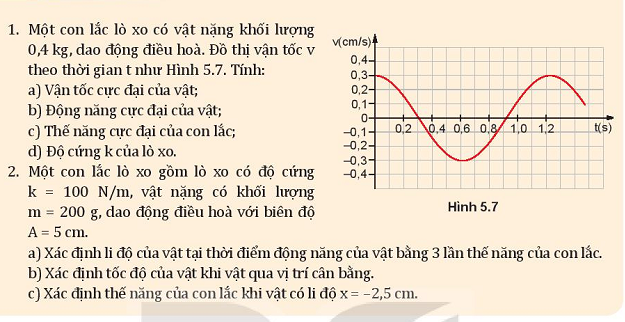 1. Một con lắc lò xo có vật nặng khối lượng
0,4 kg, dao động điều hoà. Đồ thị vận tốc v
theo thời gian t như Hình 5.7. Tính:
a) Vận tốc cực đại của vật;
b) Động năng cực đại của vật;
c) Thế năng cực đại của con lắc;
d) Độ cứng k của lò xo.
2. Một con lắc lò xo gồm lò xo có độ cứng
k = 100 N/m, vật nặng có khối lượng
m = 200 g, dao động điều hoà với biên độ
A = 5 cm.
v(cm/s)
0,4
0,3
0,2
0,1
0
0,2 0,4 0,6 0,8 1,0 1,2 t(s)
–0,1
–0,2
–0,3
–0,4
Hình 5.7
a) Xác định li độ của vật tại thời điểm động năng của vật bằng 3 lần thế năng của con lắc.
b) Xác định tốc độ của vật khi vật qua vị trí cân bằng.
c) Xác định thế năng của con lắc khi vật có li độ x = –2,5 cm.